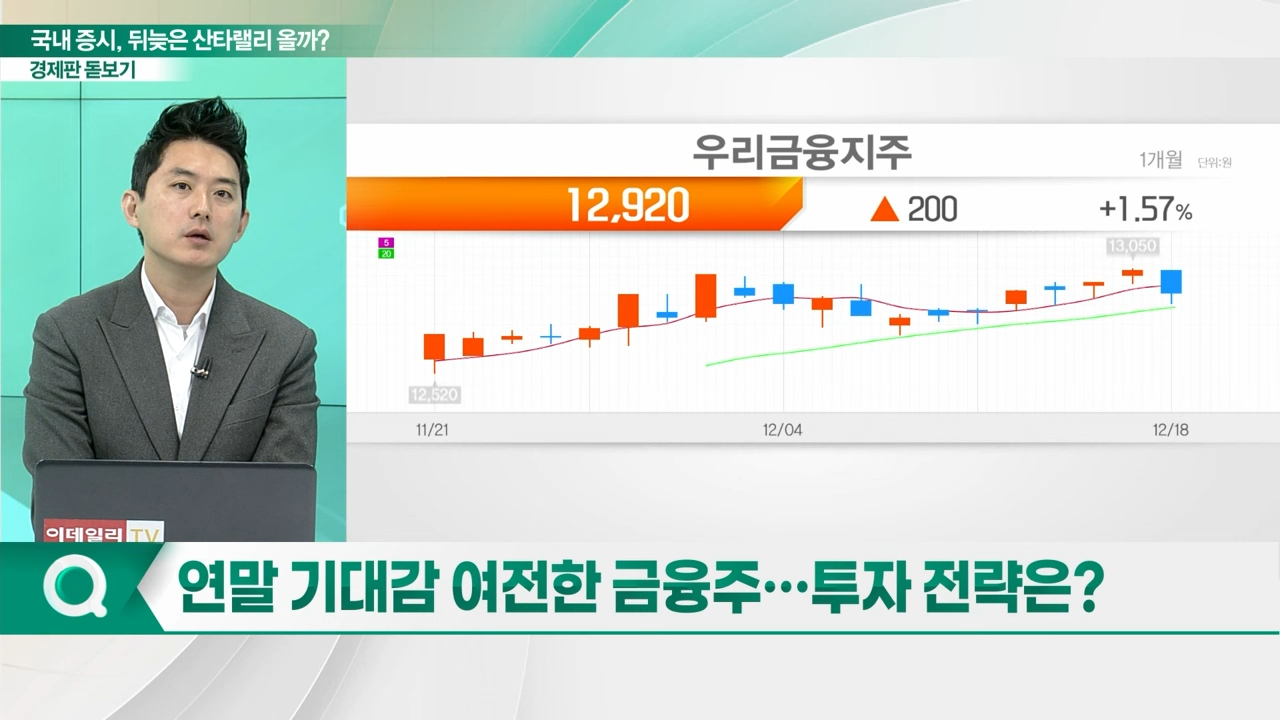 국내 증시, 뒤늦은 산타랠리 올까?
경제판 돋보기
우리금융지주
1개월 단위:원
12,920 ▲ 200 +1.57%
5
20
13,050
12,520
11/21 12/04 12/18
이데일리 TV
연말 기대감 여전한 금융주…투자 전략은?